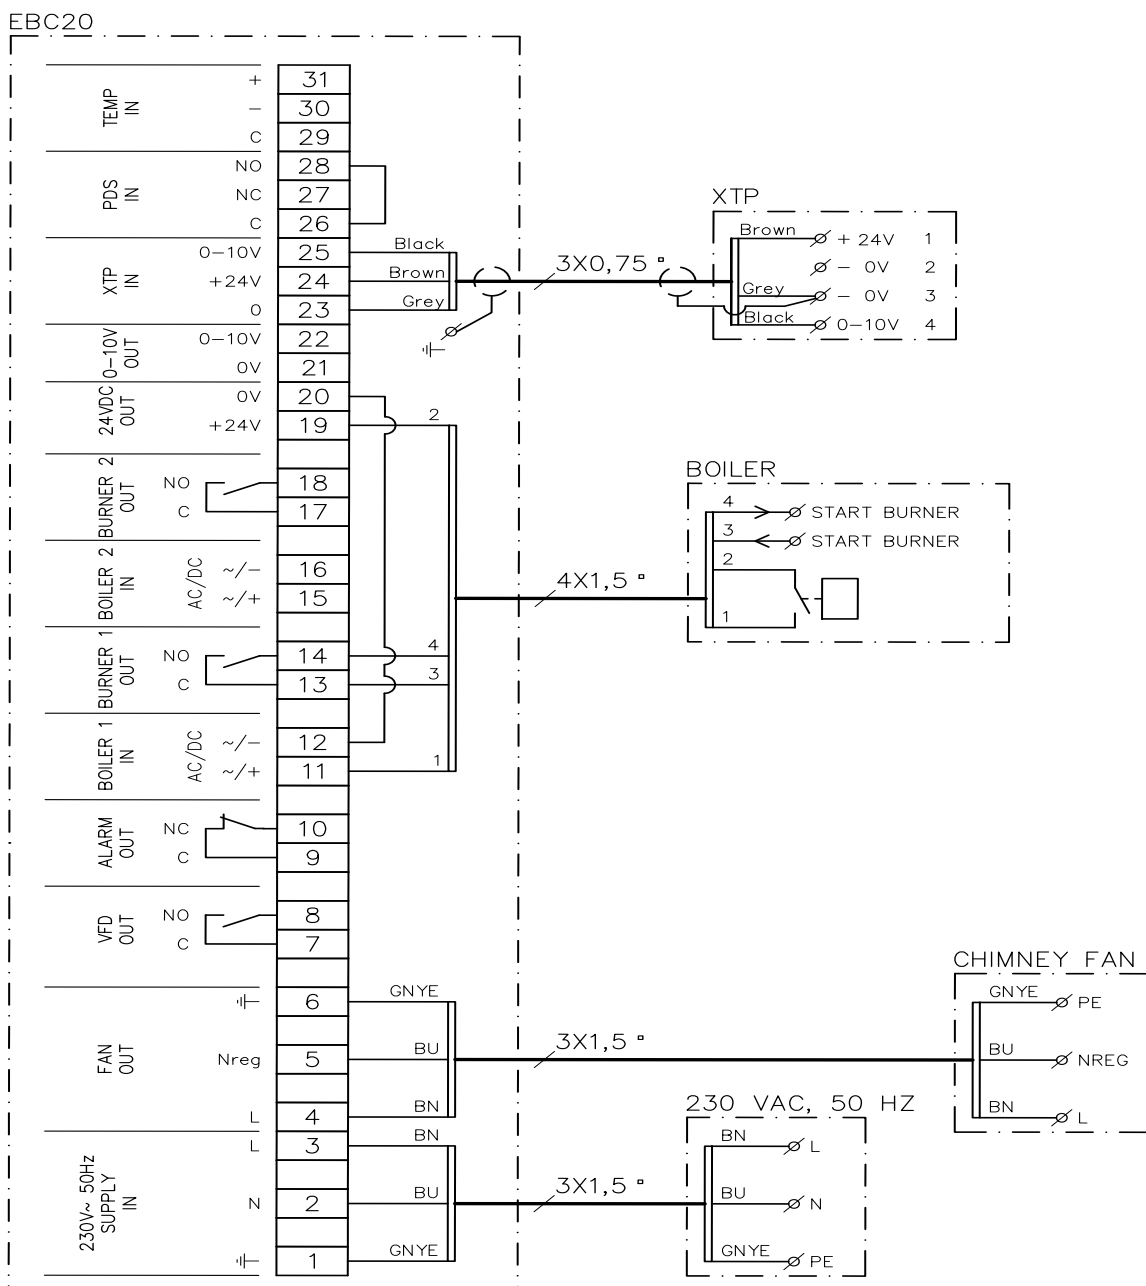 EBC20
TEMP IN
+ 31
– 30
C 29
PDS IN
NO 28
NC 27
C 26
XTP IN
0–10V 25 Black
+24V 24 Brown
0 23 Grey
3X0,75 ▫
XTP
Brown + 24V 1
– 0V 2
Grey – 0V 3
Black 0–10V 4
0–10V OUT
0–10V 22
0V 21
24VDC OUT
0V 20
+24V 19 2
BURNER 2 OUT
NO 18
C 17
BOILER 2 IN
AC/DC
~/– 16
~/+ 15
4X1,5 ▫
BOILER
4 START BURNER
3 START BURNER
2
1
BURNER 1 OUT
NO 14 4
C 13 3
BOILER 1 IN
AC/DC
~/– 12
~/+ 11 1
ALARM OUT
NC 10
C 9
VFD OUT
NO 8
C 7
FAN OUT
6 GNYE
Nreg 5 BU
L 4 BN
3X1,5 ▫
CHIMNEY FAN
GNYE PE
BU NREG
BN L
230V~ 50Hz SUPPLY IN
L 3 BN
N 2 BU
1 GNYE
3X1,5 ▫
230 VAC, 50 HZ
BN L
BU N
GNYE PE